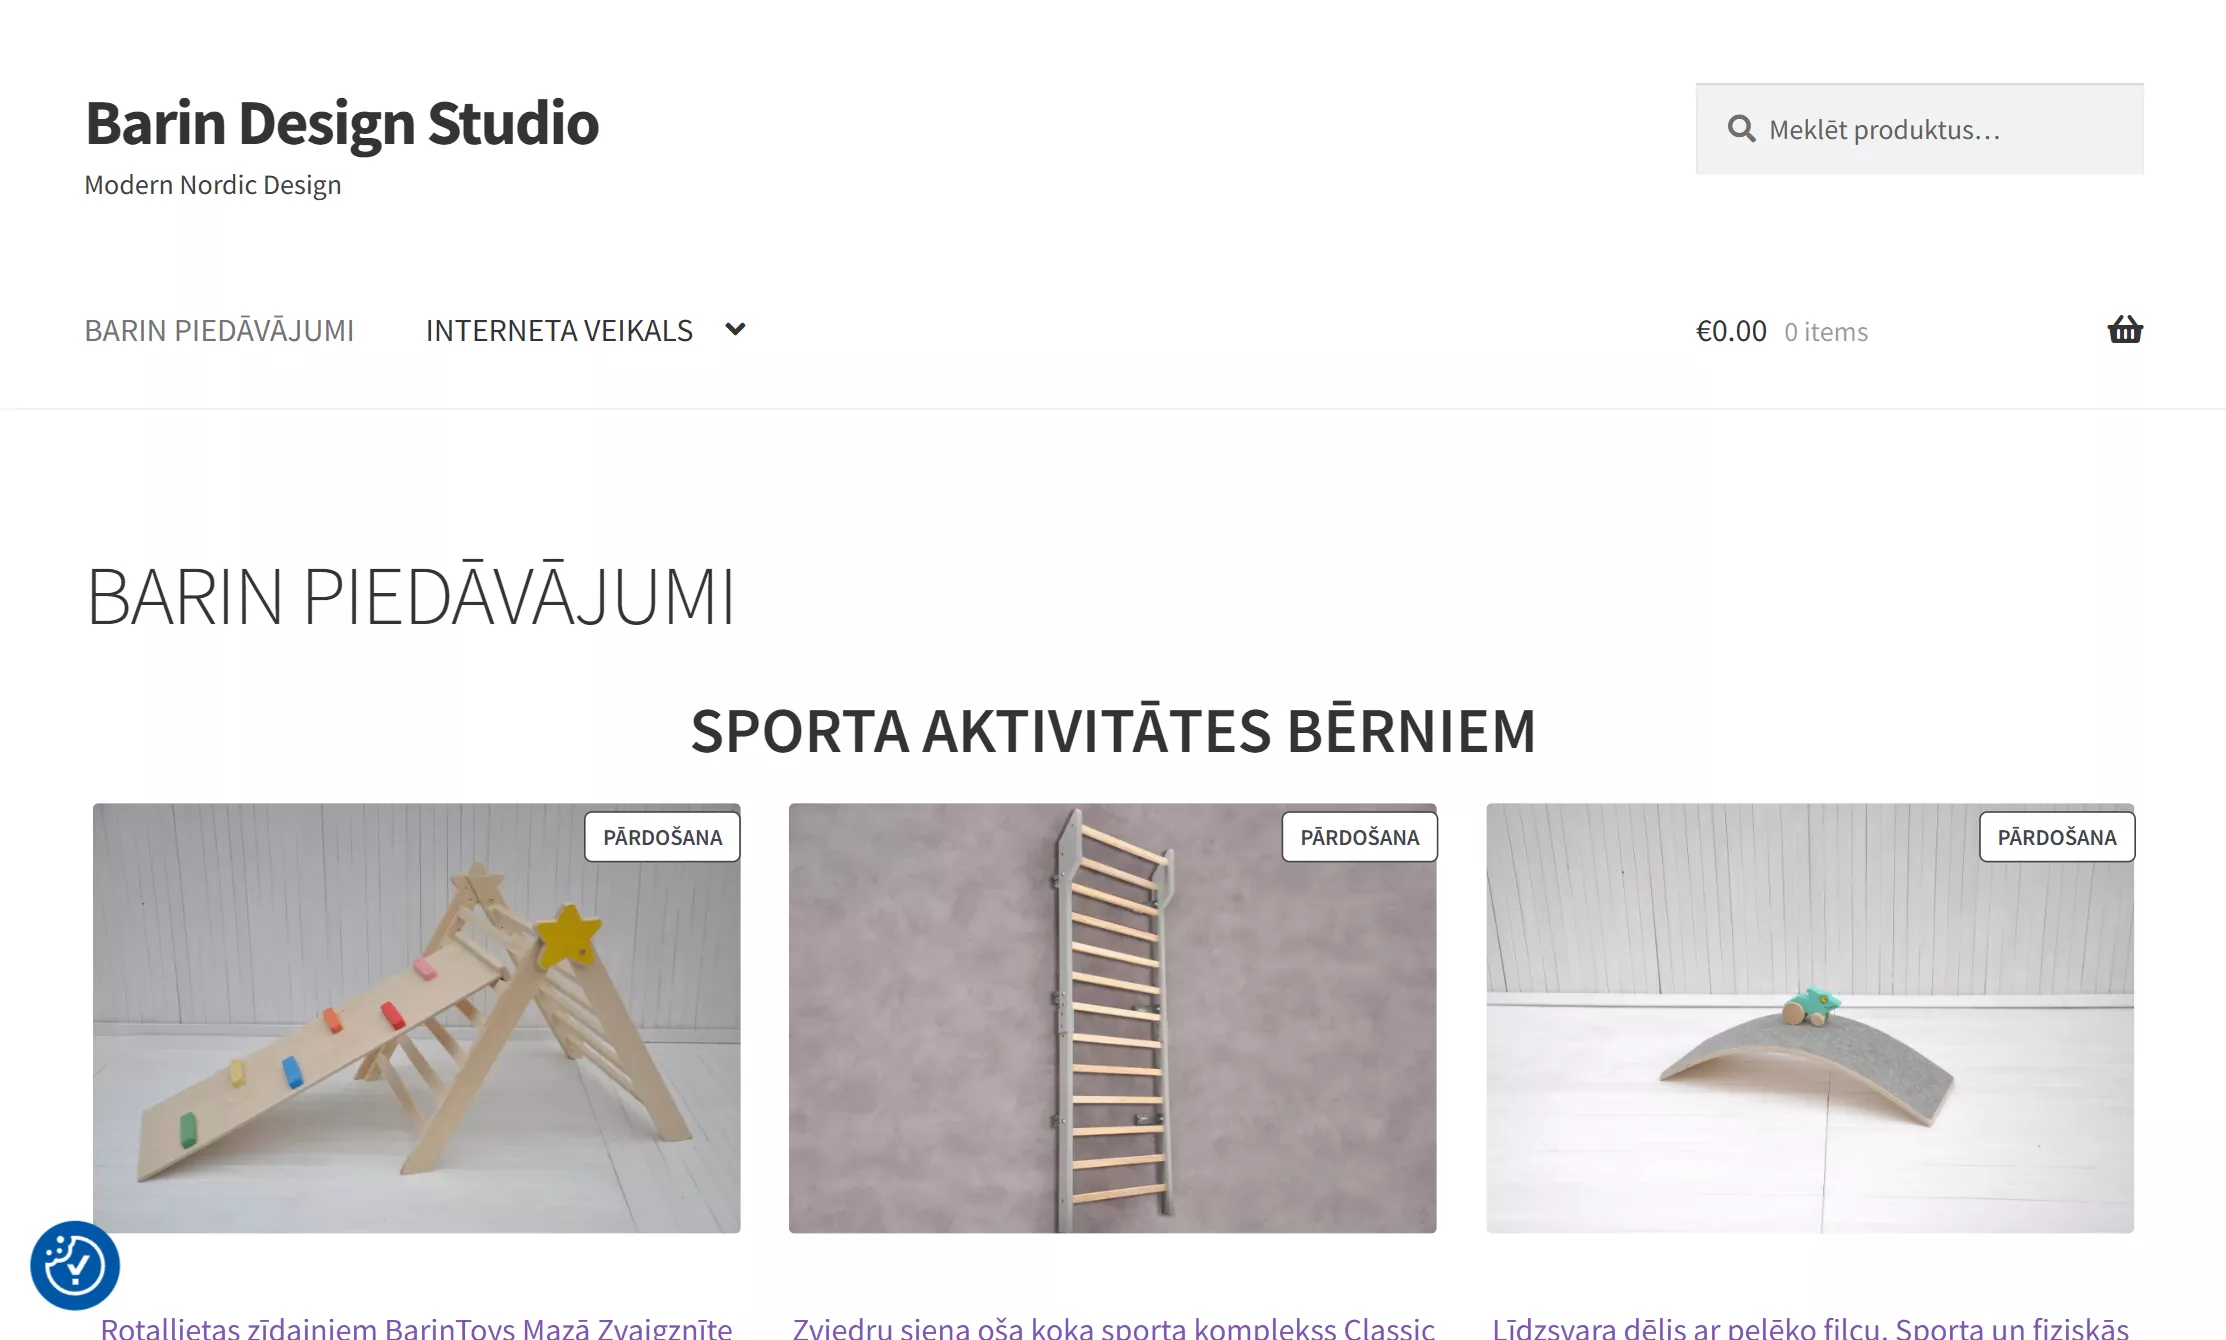 Barin Design Studio
Modern Nordic Design
Meklēt produktus…
BARIN PIEDĀVĀJUMI
INTERNETA VEIKALS
€0.00 0 items
BARIN PIEDĀVĀJUMI
SPORTA AKTIVITĀTES BĒRNIEM
PĀRDOŠANA
PĀRDOŠANA
PĀRDOŠANA
Rotaļlietas zīdaiņiem BarinToys Mazā Zvaigznīte
Zviedru siena oša koka sporta komplekss Classic
Līdzsvara dēlis ar pelēko filcu. Sporta un fiziskās